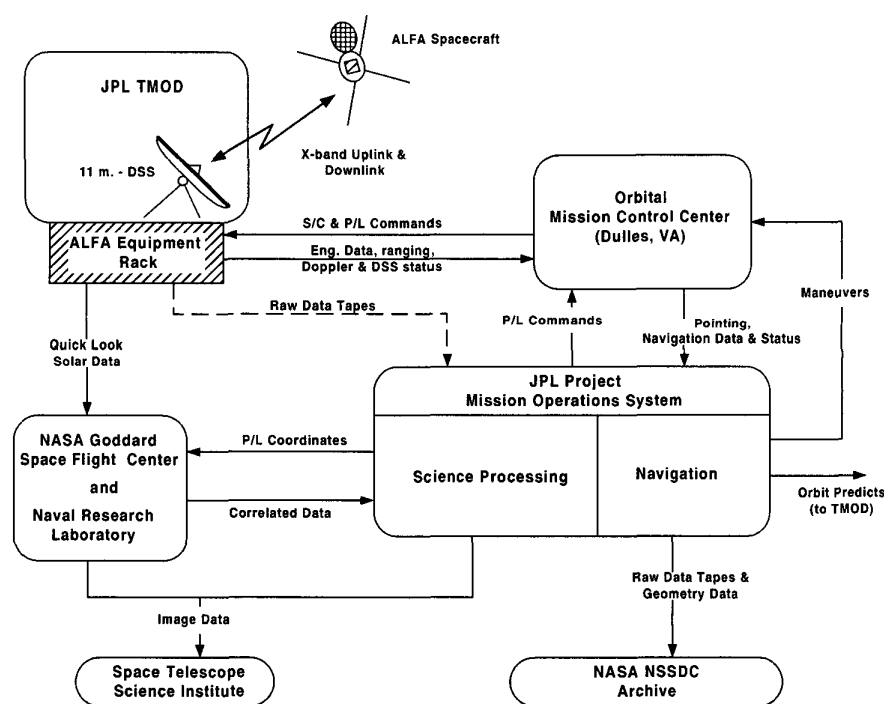 ALFA Spacecraft
JPL TMOD
11 m. - DSS
X-band Uplink &
Downlink
ALFA Equipment
Rack
S/C & P/L Commands
Eng. Data, ranging,
Doppler & DSS status
Orbital
Mission Control Center
(Dulles, VA)
Maneuvers
Raw Data Tapes
P/L Commands
Pointing,
Navigation Data & Status
Quick Look
Solar Data
JPL Project
Mission Operations System
Science Processing
Navigation
NASA Goddard
Space Flight Center
and
Naval Research
Laboratory
P/L Coordinates
Correlated Data
Orbit Predicts
(to TMOD)
Raw Data Tapes &
Geometry Data
Image Data
Space Telescope
Science Institute
NASA NSSDC
Archive